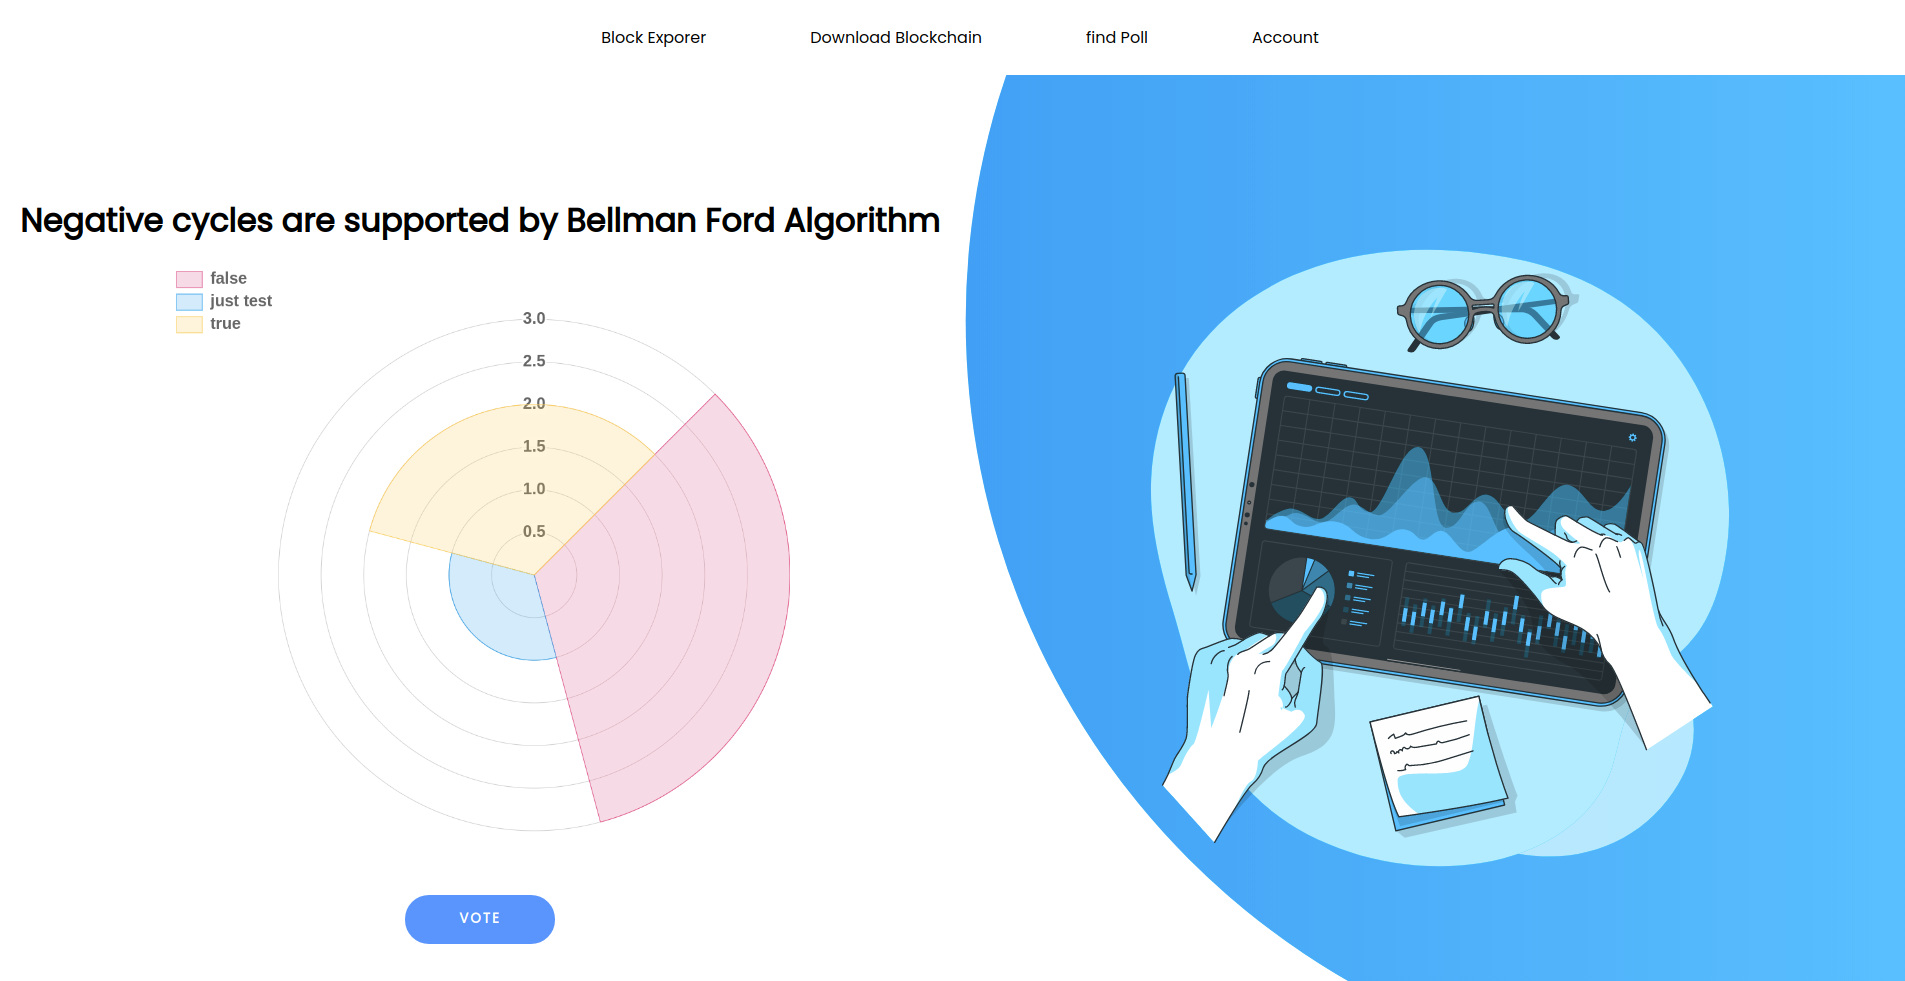 Block Exporer Download Blockchain find Poll Account
Negative cycles are supported by Bellman Ford Algorithm
false
just test
true
3.0
2.5
2.0
1.5
1.0
0.5
VOTE